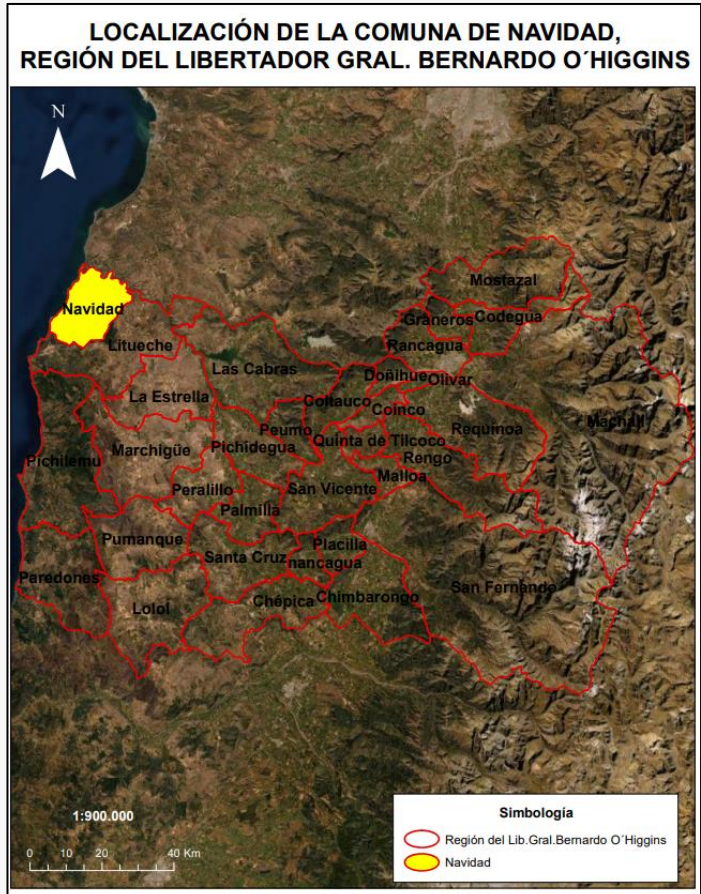 LOCALIZACIÓN DE LA COMUNA DE NAVIDAD,
REGIÓN DEL LIBERTADOR GRAL. BERNARDO O´HIGGINS
N
Mostazal
Navidad
Graneros
Codegua
Litueche
Rancagua
Las Cabras
Doñihue
Olivar
La Estrella
Coltauco
Coinco
Machalí
Peumo
Requinoa
Quinta de Tilcoco
Marchigüe
Pichidegua
Pichilemu
Rengo
Malloa
Peralillo
San Vicente
Palmilla
Pumanque
Placilla
Santa Cruz
nancagua
Paredones
San Fernando
Lolol
Chépica
Chimbarongo
1:900.000
0 10 20 40 Km
Simbología
Región del Lib.Gral.Bernardo O´Higgins
Navidad